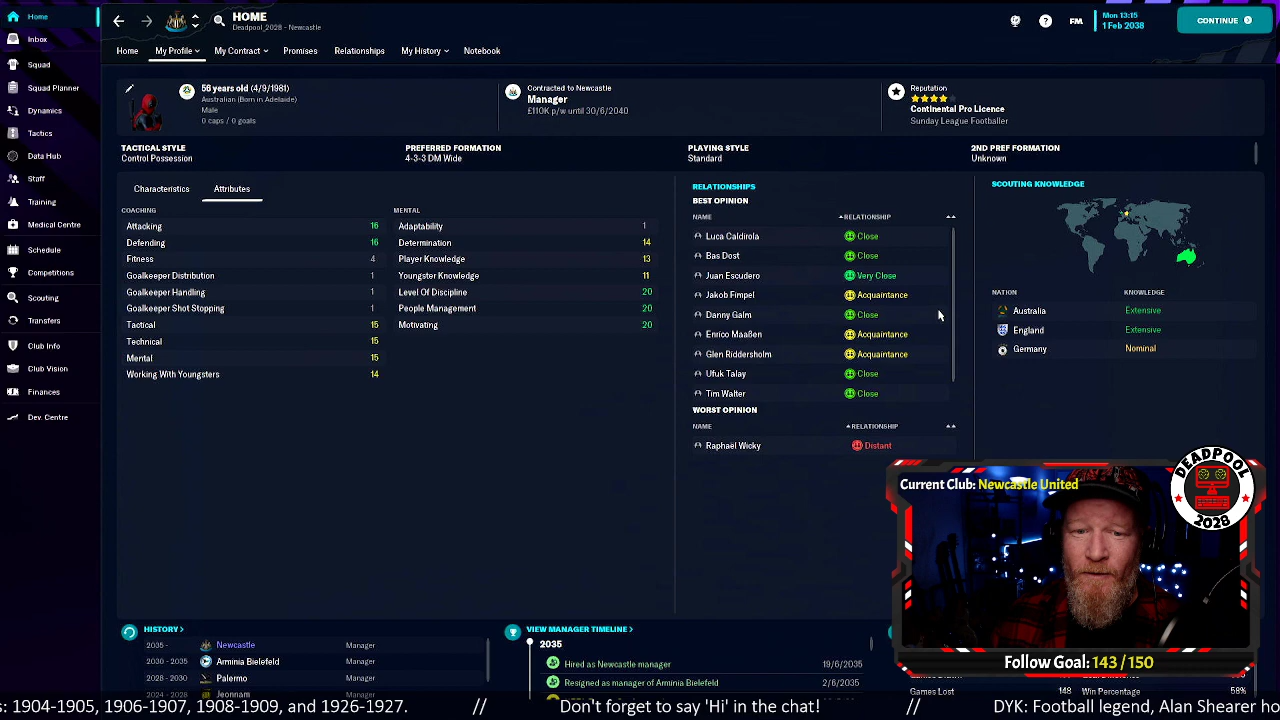 Home
HOME
Deadpool_2028 - Newcastle
FM
Mon 13:15
1 Feb 2038
CONTINUE
Inbox
Squad
Squad Planner
Dynamics
Tactics
Data Hub
Staff
Training
Medical Centre
Schedule
Competitions
Scouting
Transfers
Club Info
Club Vision
Finances
Dev. Centre
Home
My Profile
My Contract
Promises
Relationships
My History
Notebook
56 years old (4/9/1981)
Australian (Born in Adelaide)
Male
0 caps / 0 goals
Contracted to Newcastle
Manager
£110K p/w until 30/6/2040
Reputation
Continental Pro Licence
Sunday League Footballer
TACTICAL STYLE
Control Possession
PREFERRED FORMATION
4-3-3 DM Wide
PLAYING STYLE
Standard
2ND PREF FORMATION
Unknown
Characteristics
Attributes
COACHING
Attacking 16
Defending 16
Fitness 4
Goalkeeper Distribution 1
Goalkeeper Handling 1
Goalkeeper Shot Stopping 1
Tactical 15
Technical 15
Mental 15
Working With Youngsters 14
MENTAL
Adaptability 1
Determination 14
Player Knowledge 13
Youngster Knowledge 11
Level Of Discipline 20
People Management 20
Motivating 20
RELATIONSHIPS
BEST OPINION
NAME RELATIONSHIP
Luca Caldirola Close
Bas Dost Close
Juan Escudero Very Close
Jakob Fimpel Acquaintance
Danny Galm Close
Enrico Maaßen Acquaintance
Glen Riddersholm Acquaintance
Ufuk Talay Close
Tim Walter Close
WORST OPINION
NAME RELATIONSHIP
Raphaël Wicky Distant
SCOUTING KNOWLEDGE
NATION KNOWLEDGE
Australia Extensive
England Extensive
Germany Nominal
Current Club: Newcastle United
DEADPOOL
2028
Follow Goal: 143 / 150
HISTORY >
2035 - Newcastle Manager
2030 - 2035 Arminia Bielefeld Manager
2028 - 2030 Palermo Manager
2024 - 2028 Jeonnam Manager
VIEW MANAGER TIMELINE >
2035
Hired as Newcastle manager 19/6/2035
Resigned as manager of Arminia Bielefeld 2/6/2035
Games Lost 148 Win Percentage 58%
s: 1904-1905, 1906-1907, 1908-1909, and 1926-1927. // Don't forget to say 'Hi' in the chat! // DYK: Football legend, Alan Shearer ho